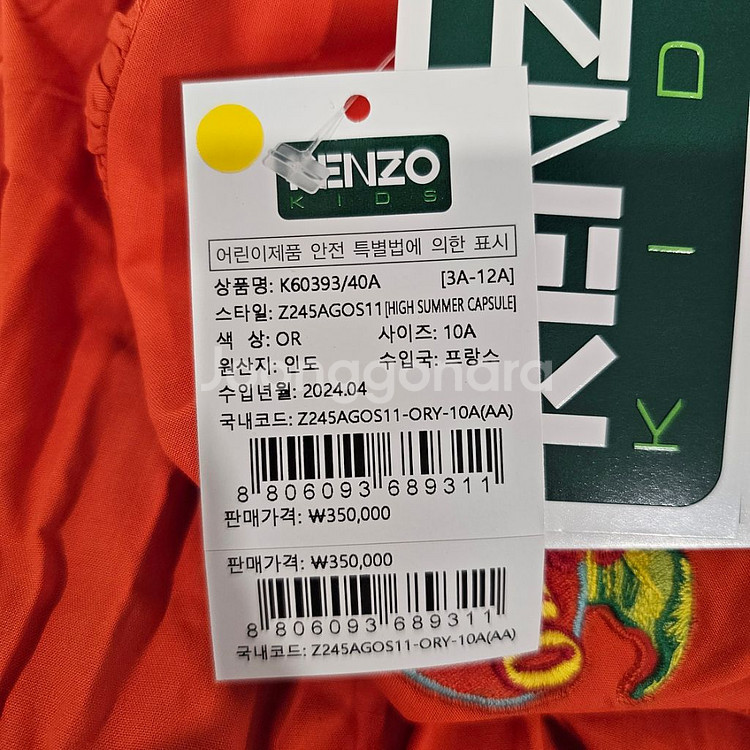 KENZO
KIDS
KENZO
KIDS
어린이제품 안전 특별법에 의한 표시
상품명: K60393/40A [3A-12A]
스타일: Z245AGOS11[HIGH SUMMER CAPSULE]
색 상: OR 사이즈: 10A
원산지: 인도 수입국: 프랑스
Joonggonara
수입년월: 2024.04
국내코드: Z245AGOS11-ORY-10A(AA)
8 806093 689311
판매가격: ₩350,000
판매가격: ₩350,000
8 806093 689311
국내코드: Z245AGOS11-ORY-10A(AA)